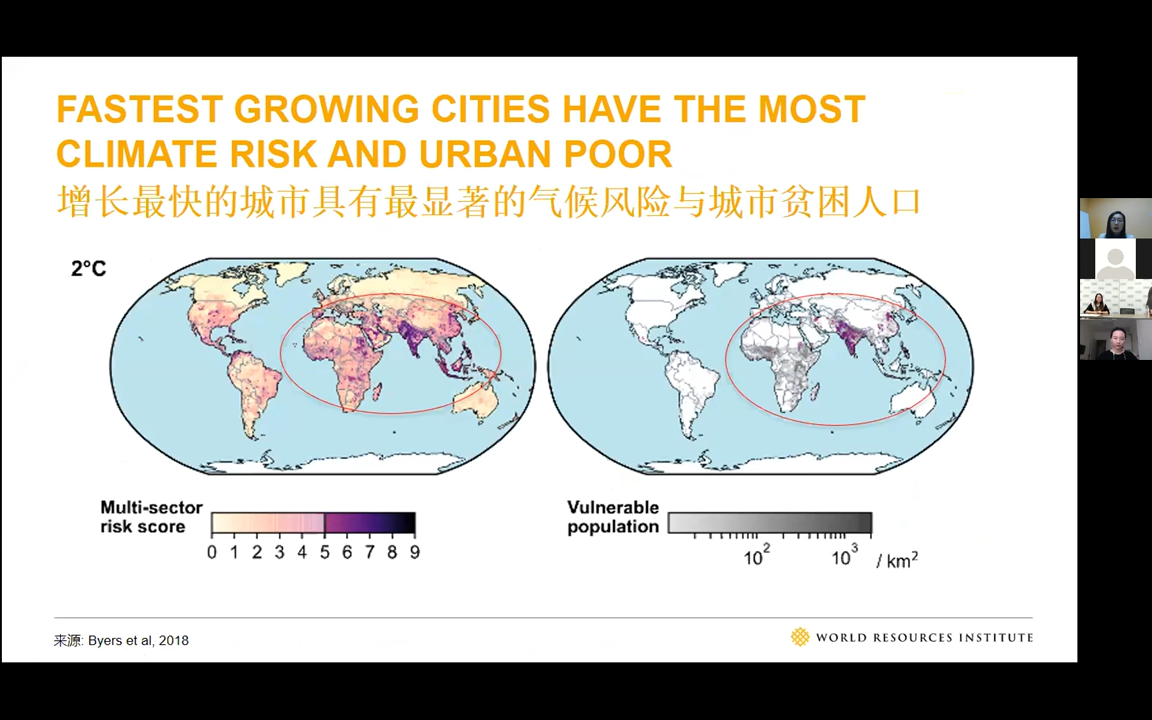 FASTEST GROWING CITIES HAVE THE MOST
CLIMATE RISK AND URBAN POOR
增长最快的城市具有最显著的气候风险与城市贫困人口
2°C
Multi-sector
risk score
0 1 2 3 4 5 6 7 8 9
Vulnerable
population
10² 10³ / km²
来源: Byers et al, 2018
WORLD RESOURCES INSTITUTE